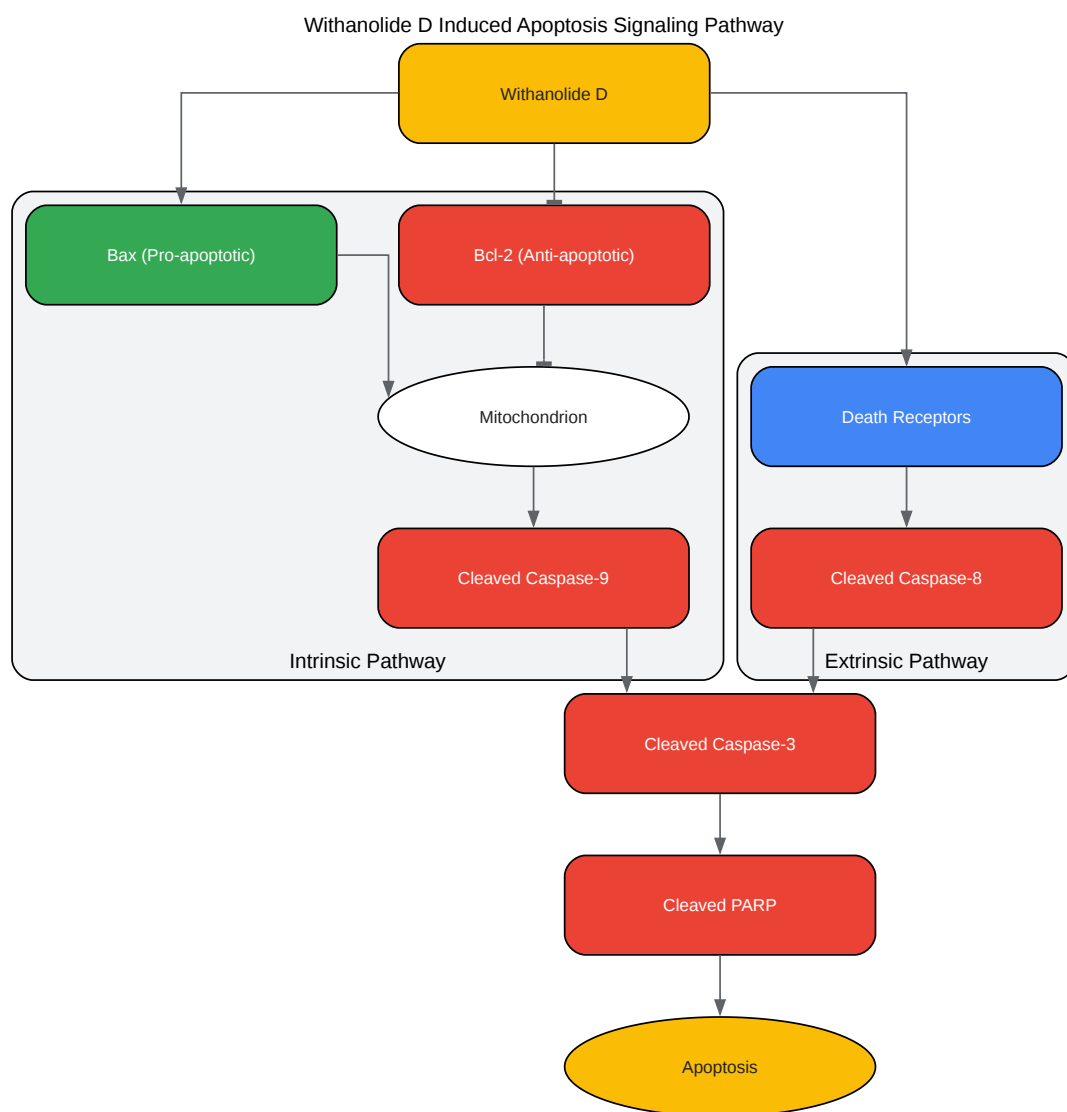 Withanolide D Induced Apoptosis Signaling Pathway
Withanolide D
Bax (Pro-apoptotic)
Bcl-2 (Anti-apoptotic)
Mitochondrion
Death Receptors
Cleaved Caspase-9
Cleaved Caspase-8
Intrinsic Pathway
Extrinsic Pathway
Cleaved Caspase-3
Cleaved PARP
Apoptosis